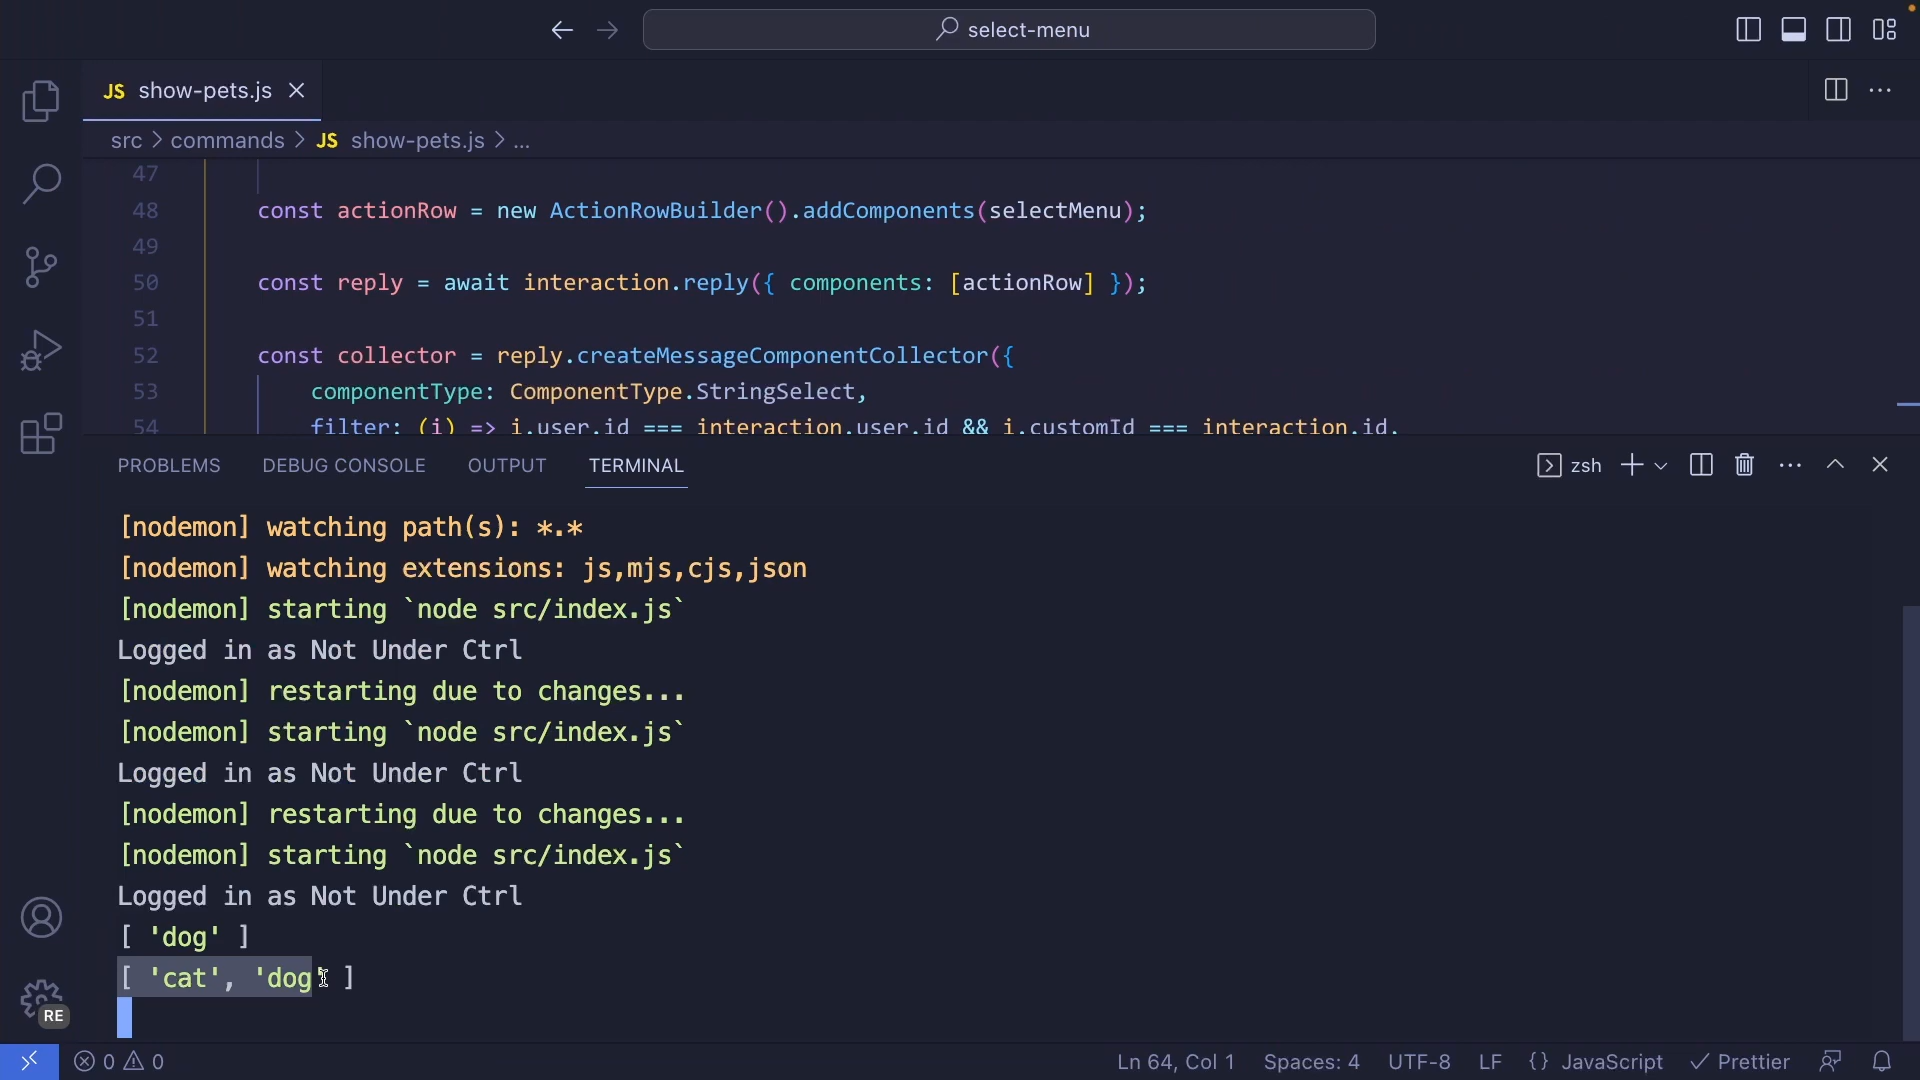 select-menu
JS show-pets.js
src > commands > JS show-pets.js > ...
47
48 const actionRow = new ActionRowBuilder().addComponents(selectMenu);
49
50 const reply = await interaction.reply({ components: [actionRow] });
51
52 const collector = reply.createMessageComponentCollector({
53 componentType: ComponentType.StringSelect,
54 filter: (i) => i.user.id === interaction.user.id && i.customId === interaction.id,
PROBLEMS DEBUG CONSOLE OUTPUT TERMINAL zsh
[nodemon] watching path(s): *.*
[nodemon] watching extensions: js,mjs,cjs,json
[nodemon] starting `node src/index.js`
Logged in as Not Under Ctrl
[nodemon] restarting due to changes...
[nodemon] starting `node src/index.js`
Logged in as Not Under Ctrl
[nodemon] restarting due to changes...
[nodemon] starting `node src/index.js`
Logged in as Not Under Ctrl
[ 'dog' ]
[ 'cat', 'dog' ]
RE
0 0 Ln 64, Col 1 Spaces: 4 UTF-8 LF {} JavaScript Prettier